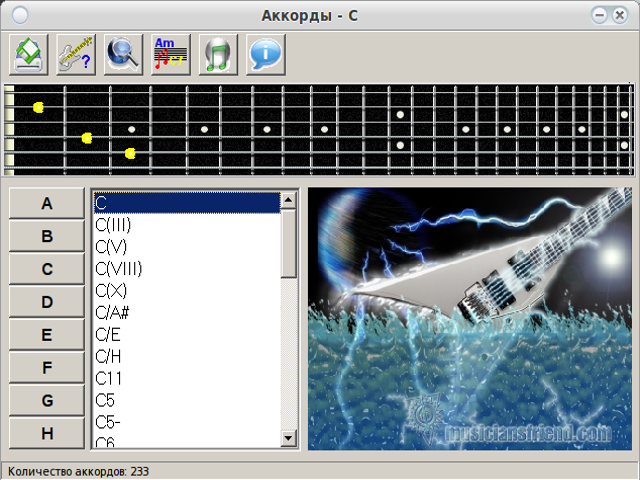 Аккорды - C
?
Am
A
B
C
D
E
F
G
H
C
C(III)
C(V)
C(VIII)
C(X)
C/A#
C/E
C/H
C11
C5
C5-
C6
musiciansfriend.com
Количество аккордов: 233